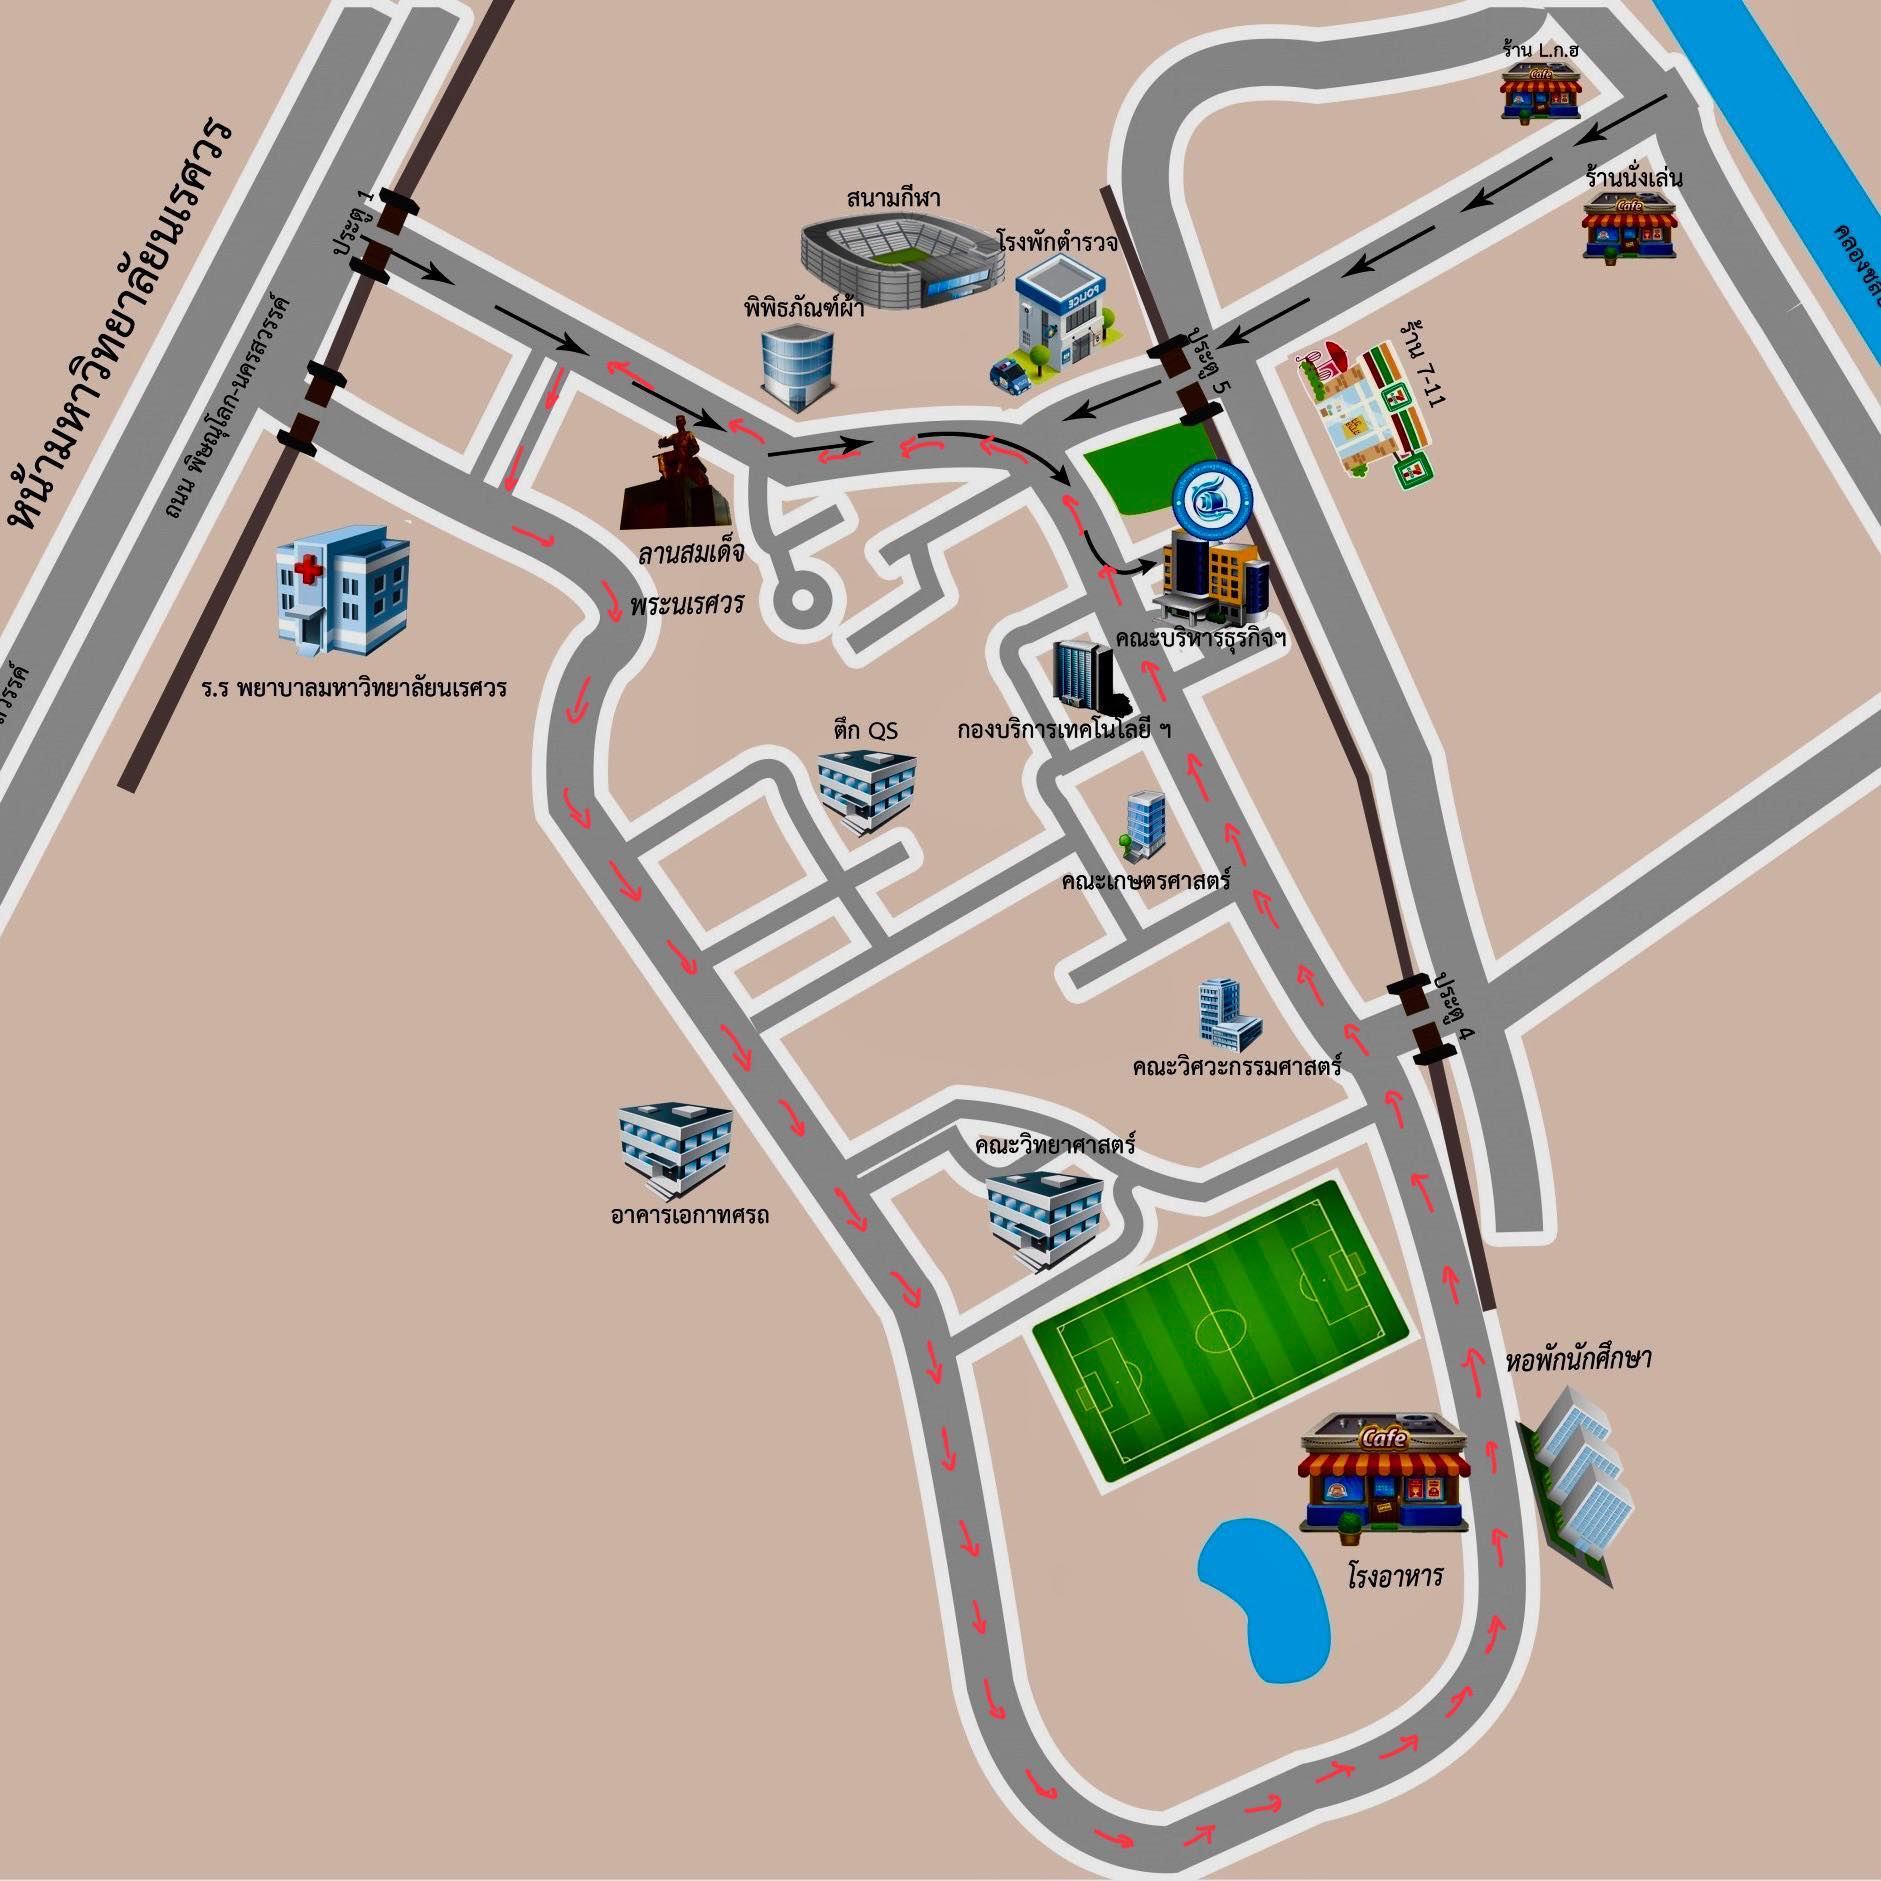 ร้าน L.ก.ฮ
Cafe
ร้านนั่งเล่น
Cafe
หน้ามหาวิทยาลัยนเรศวร
ประตู 1
สนามกีฬา
โรงพักตำรวจ
POLICE
พิพิธภัณฑ์ผ้า
ประตู 5
ร้าน 7-11
ถนน พิษณุโลก-นครสวรรค์
ลานสมเด็จ
พระนเรศวร
คณะบริหารธุรกิจฯ
ร.ร พยาบาลมหาวิทยาลัยนเรศวร
ตึก QS
กองบริการเทคโนโลยี ฯ
คณะเกษตรศาสตร์
ประตู 4
คณะวิศวะกรรมศาสตร์
คณะวิทยาศาสตร์
อาคารเอกาทศรถ
หอพักนักศึกษา
Cafe
โรงอาหาร